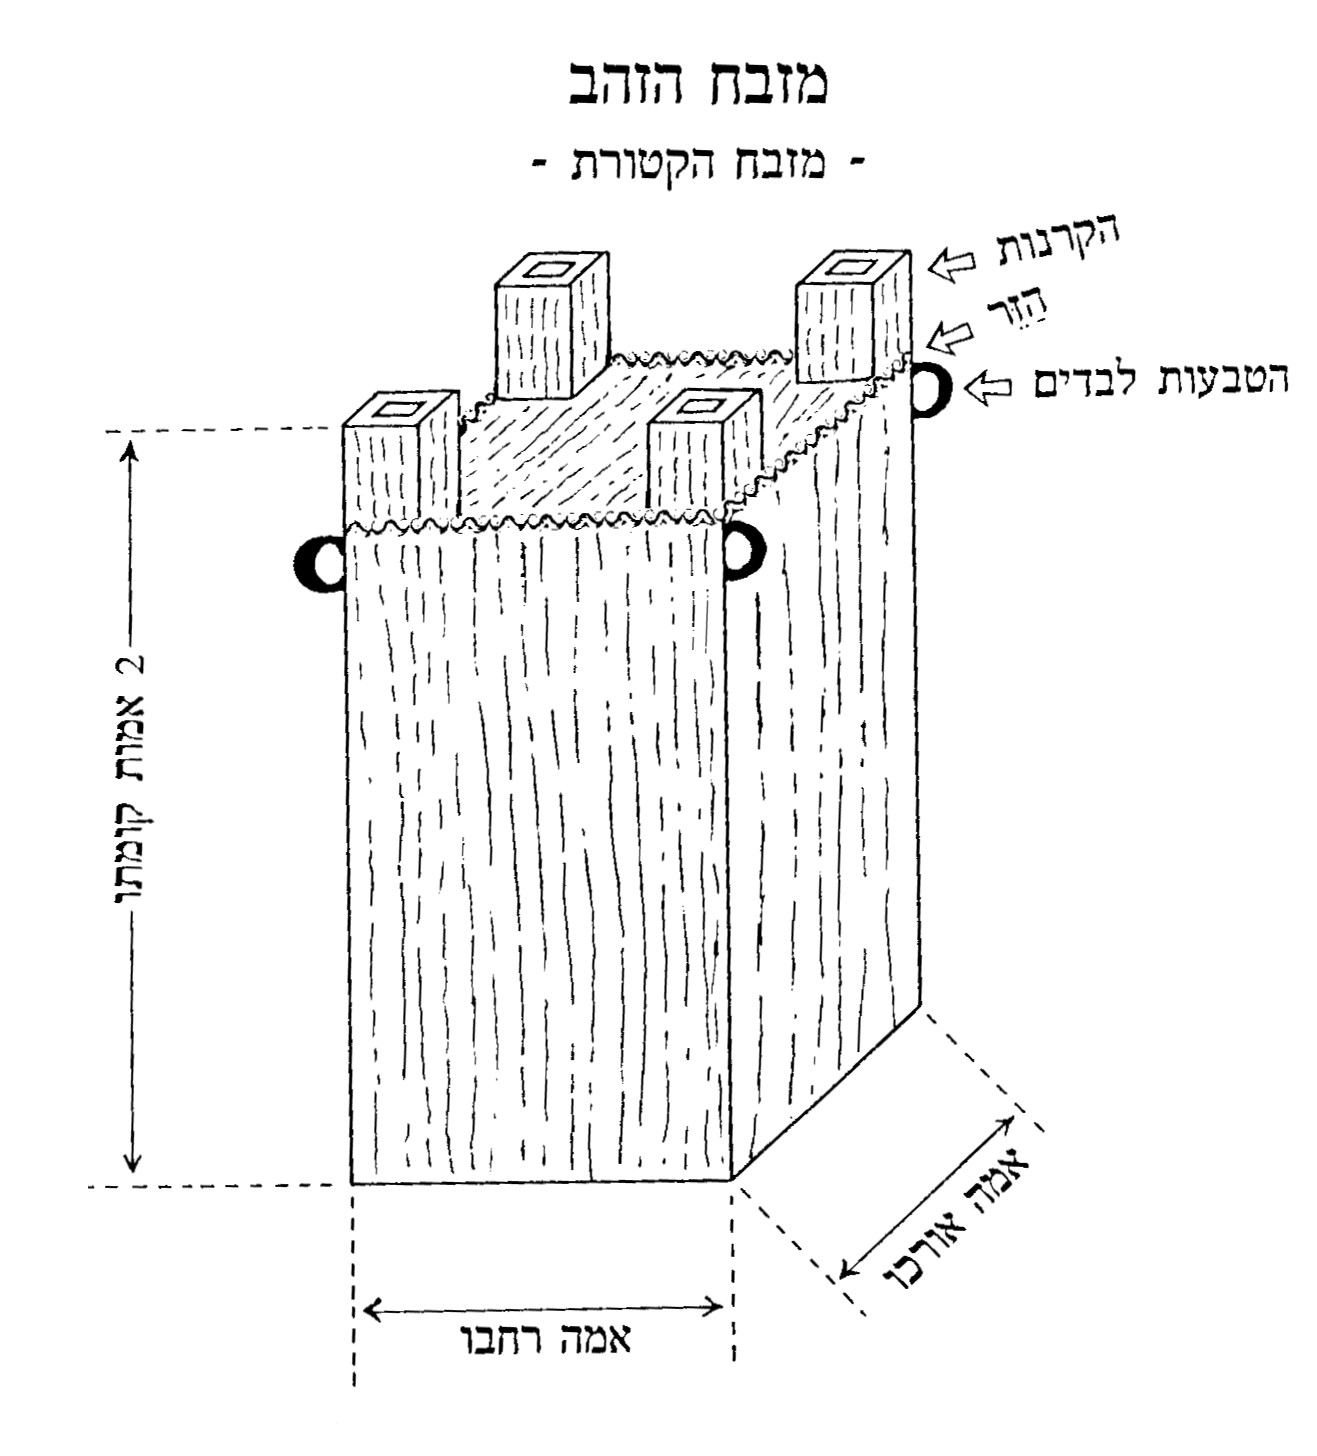 מזבח הזהב
- מזבח הקטורת -
הקרנות
הַזֵּר
הטבעות לבדים
2 אמות קומתו
אמה אורכו
אמה רחבו